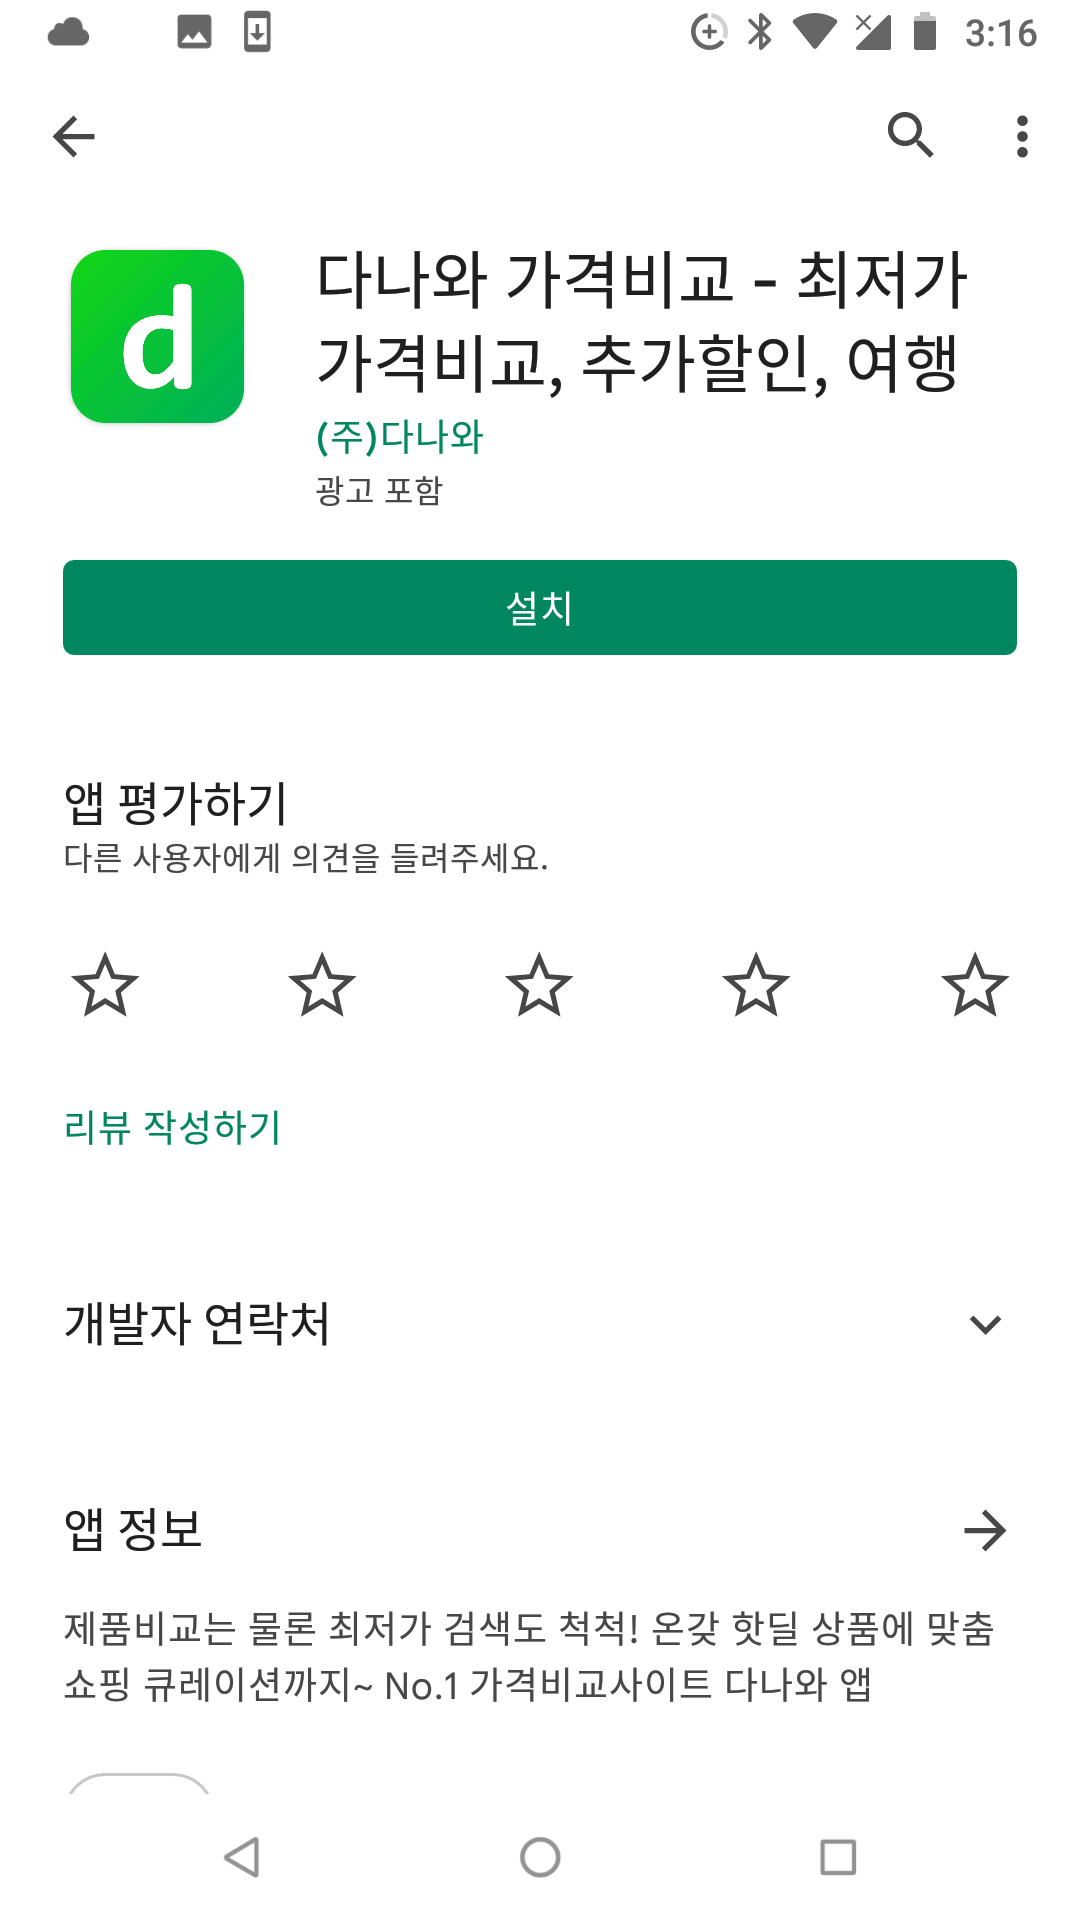 3:16
d
다나와 가격비교 - 최저가
가격비교, 추가할인, 여행
(주)다나와
광고 포함
설치
앱 평가하기
다른 사용자에게 의견을 들려주세요.
리뷰 작성하기
개발자 연락처
앱 정보
제품비교는 물론 최저가 검색도 척척! 온갖 핫딜 상품에 맞춤
쇼핑 큐레이션까지~ No.1 가격비교사이트 다나와 앱